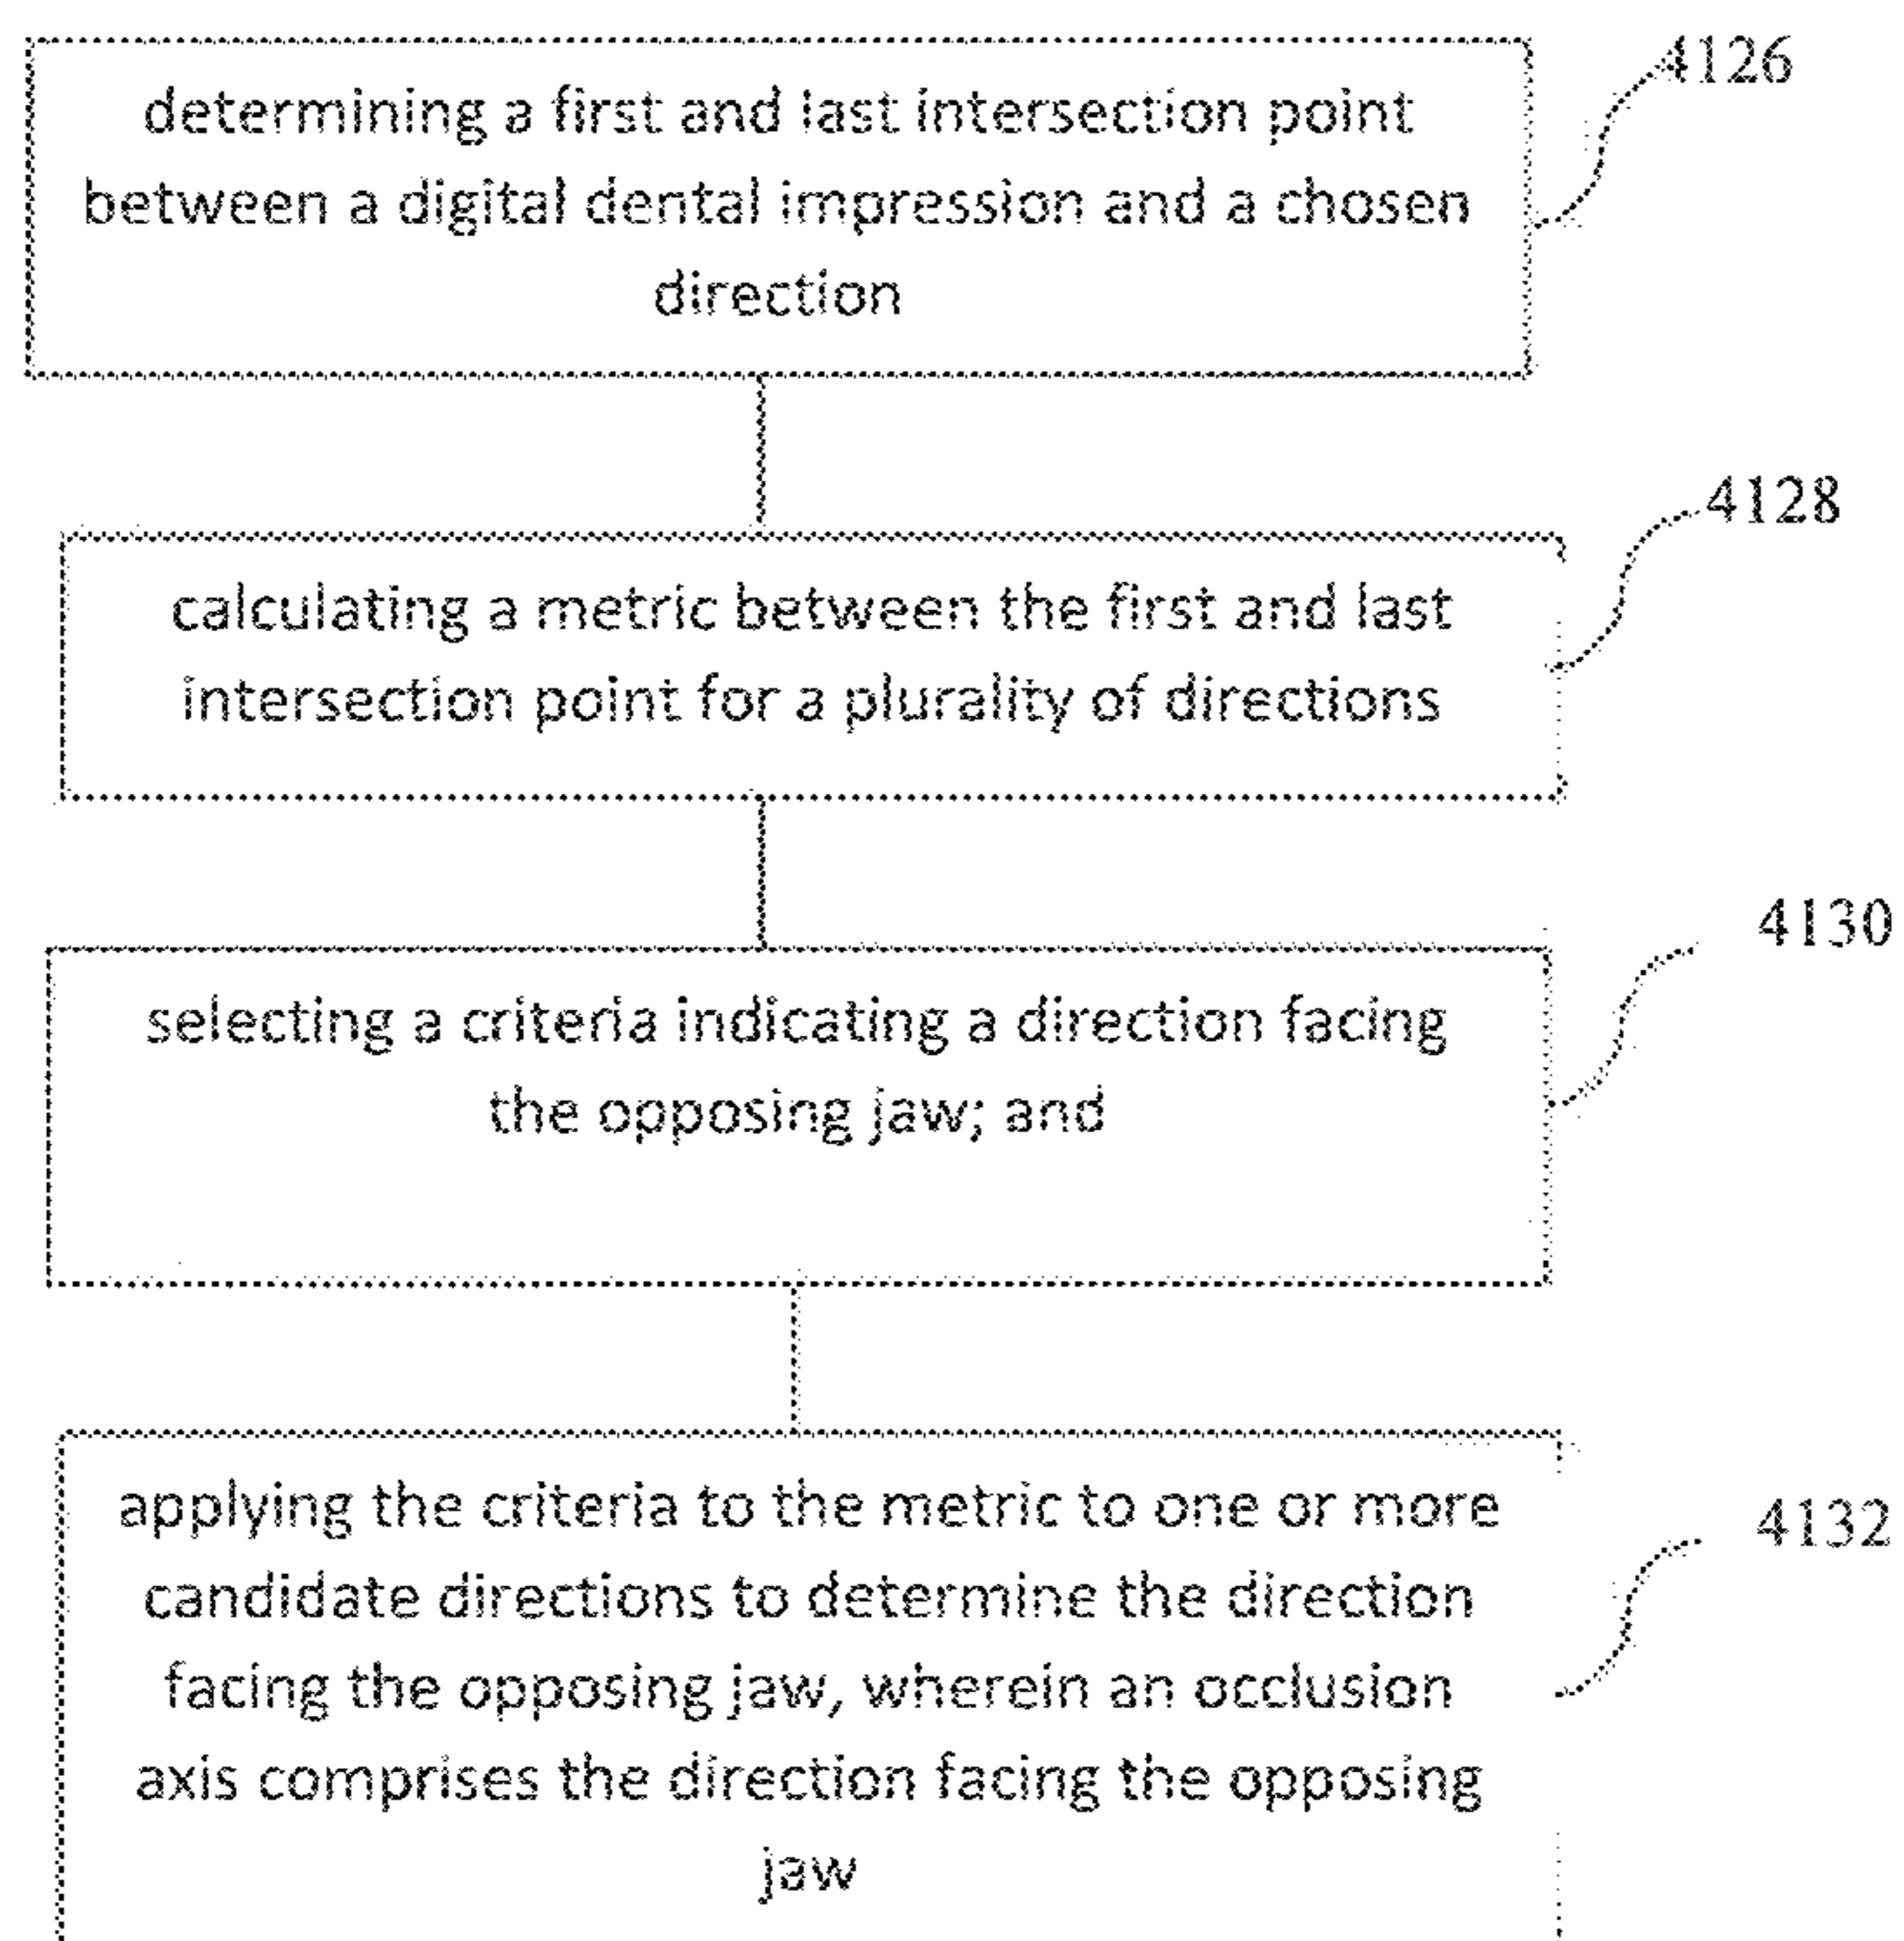 4126
determining a first and last intersection point
between a digital dental impression and a chosen
direction
4128
calculating a metric between the first and last
intersection point for a plurality of directions
4130
selecting a criteria indicating a direction facing
the opposing jaw; and
4132
applying the criteria to the metric to one or more
candidate directions to determine the direction
facing the opposing jaw, wherein an occlusion
axis comprises the direction facing the opposing
jaw